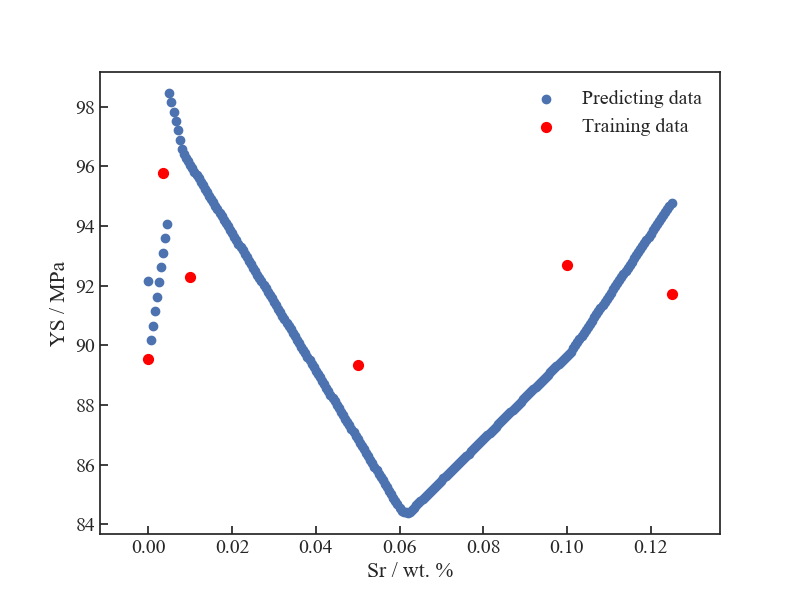 Predicting data
Training data
98
96
94
92
90
88
86
84
YS / MPa
0.00 0.02 0.04 0.06 0.08 0.10 0.12
Sr / wt. %